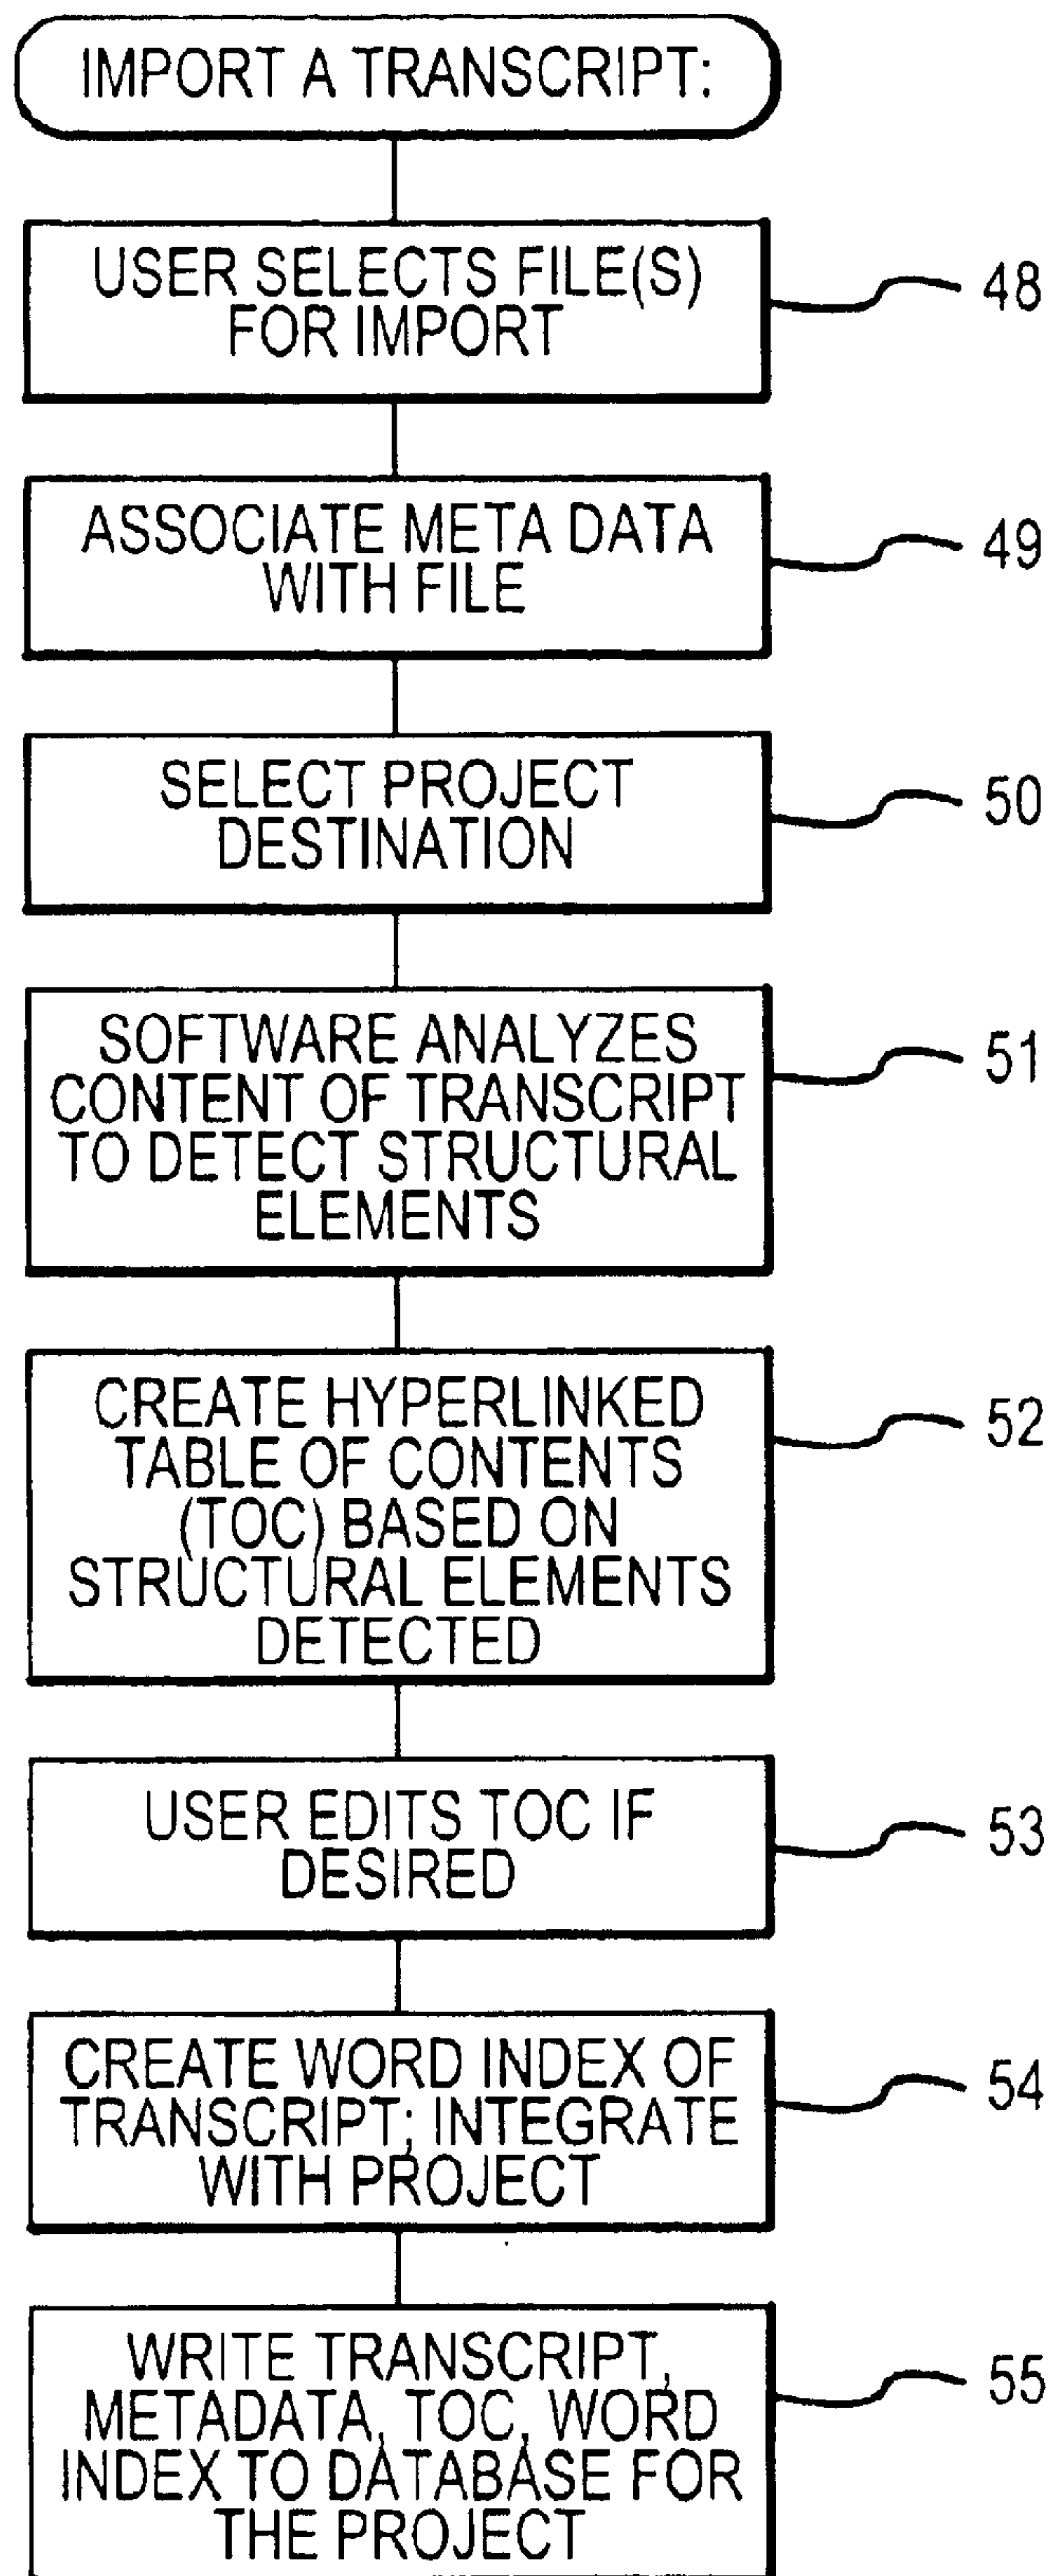 IMPORT A TRANSCRIPT:
USER SELECTS FILE(S)
FOR IMPORT
48
ASSOCIATE META DATA
WITH FILE
49
SELECT PROJECT
DESTINATION
50
SOFTWARE ANALYZES
CONTENT OF TRANSCRIPT
TO DETECT STRUCTURAL
ELEMENTS
51
CREATE HYPERLINKED
TABLE OF CONTENTS
(TOC) BASED ON
STRUCTURAL ELEMENTS
DETECTED
52
USER EDITS TOC IF
DESIRED
53
CREATE WORD INDEX OF
TRANSCRIPT; INTEGRATE
WITH PROJECT
54
WRITE TRANSCRIPT,
METADATA, TOC, WORD
INDEX TO DATABASE FOR
THE PROJECT
55